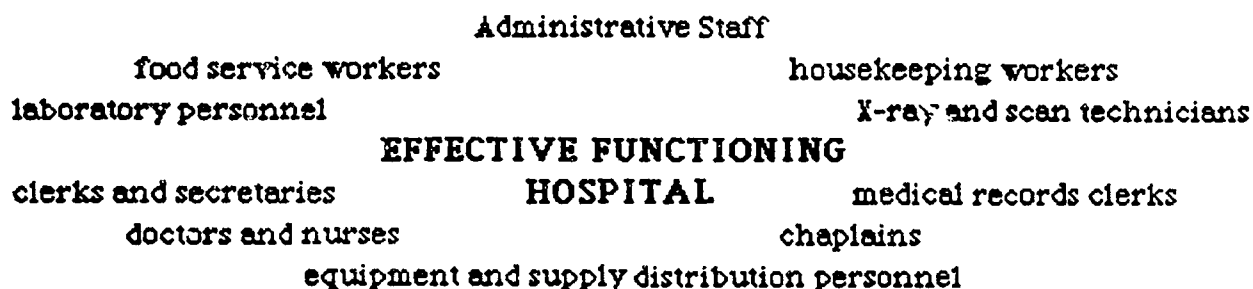 Administrative Staff
food service workers housekeeping workers
laboratory personnel X-ray and scan technicians
EFFECTIVE FUNCTIONING
clerks and secretaries HOSPITAL medical records clerks
doctors and nurses chaplains
equipment and supply distribution personnel